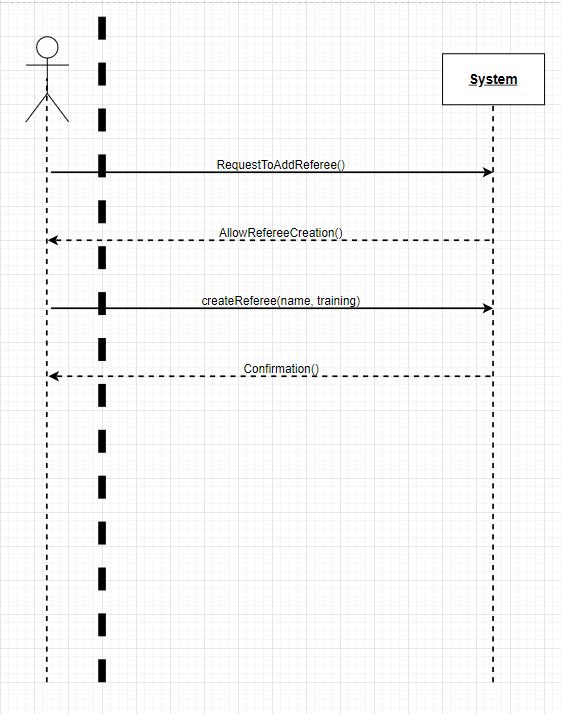 System
RequestToAddReferee()
AllowRefereeCreation()
createReferee(name, training)
Confirmation()